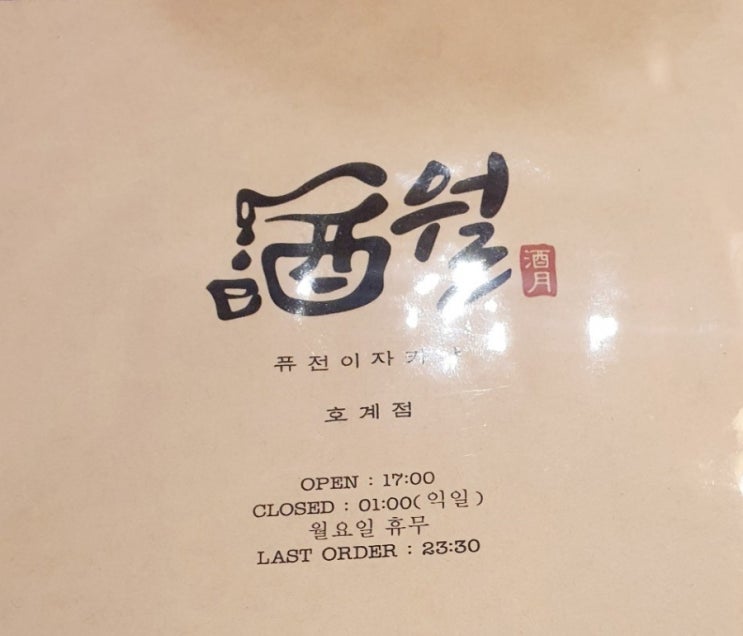 酒월
酒月
퓨전이자카야
호계점
OPEN : 17:00
CLOSED : 01:00(익일)
월요일 휴무
LAST ORDER : 23:30